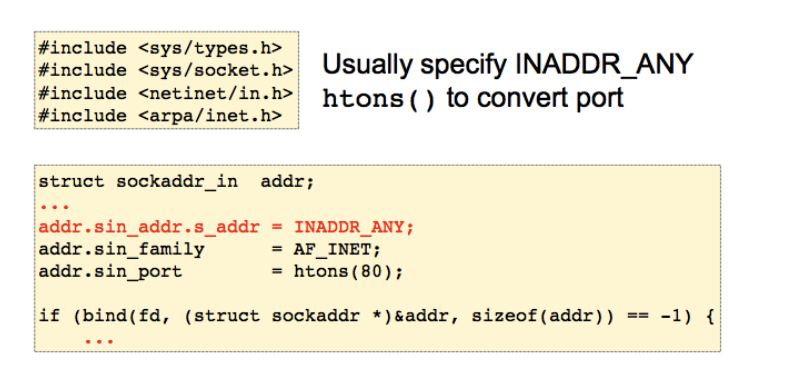 #include <sys/types.h>
#include <sys/socket.h>
#include <netinet/in.h>
#include <arpa/inet.h>
Usually specify INADDR_ANY
htons() to convert port
struct sockaddr_in  addr;
...
addr.sin_addr.s_addr = INADDR_ANY;
addr.sin_family      = AF_INET;
addr.sin_port        = htons(80);
if (bind(fd, (struct sockaddr *)&addr, sizeof(addr)) == -1) {
    ...